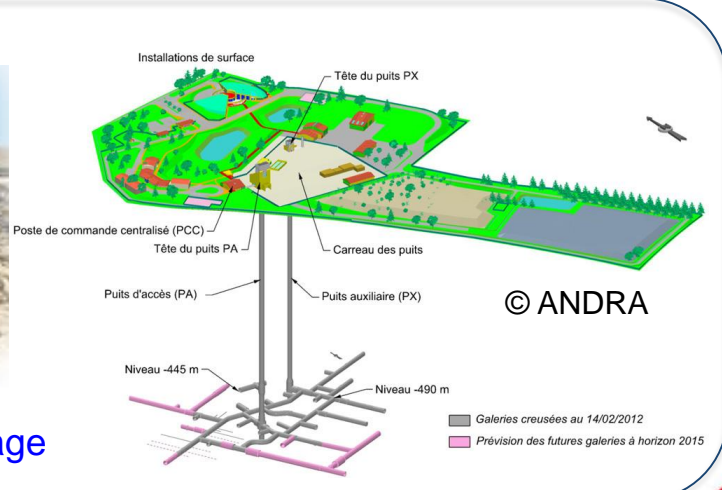 Installations de surface
Tête du puits PX
Poste de commande centralisé (PCC)
Tête du puits PA
Carreau des puits
Puits d'accès (PA)
Puits auxiliaire (PX)
© ANDRA
Niveau -445 m
Niveau -490 m
Galeries creusées au 14/02/2012
Prévision des futures galeries à horizon 2015
age